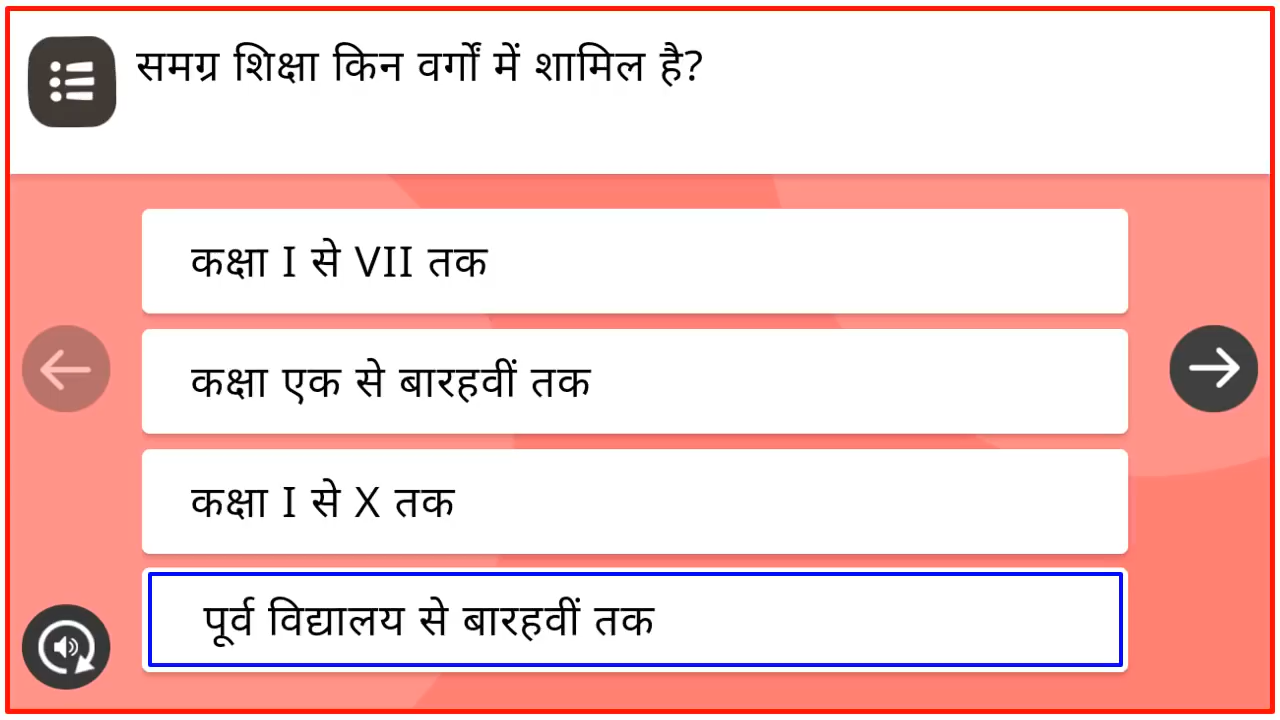 समग्र शिक्षा किन वर्गों में शामिल है?
कक्षा I से VII तक
कक्षा एक से बारहवीं तक
कक्षा I से X तक
पूर्व विद्यालय से बारहवीं तक